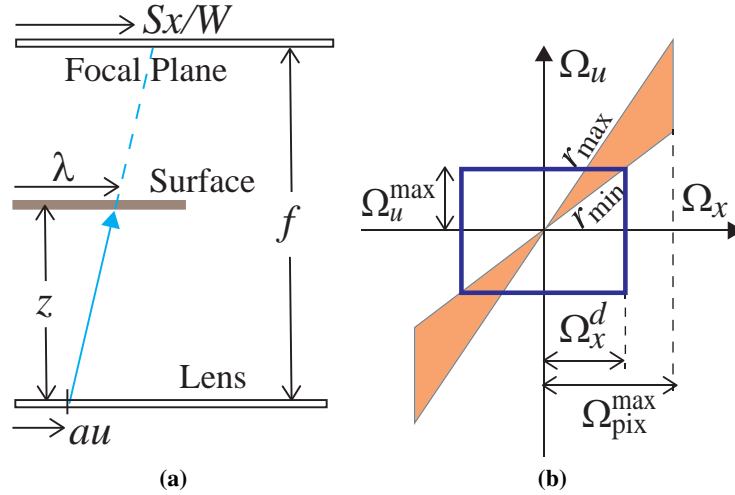 Sx/W
Focal Plane
λ
Surface
f
z
Lens
au
(a)
Ω_u
r_max
Ω_u^max
r_min
Ω_x
Ω_x^d
Ω_pix^max
(b)